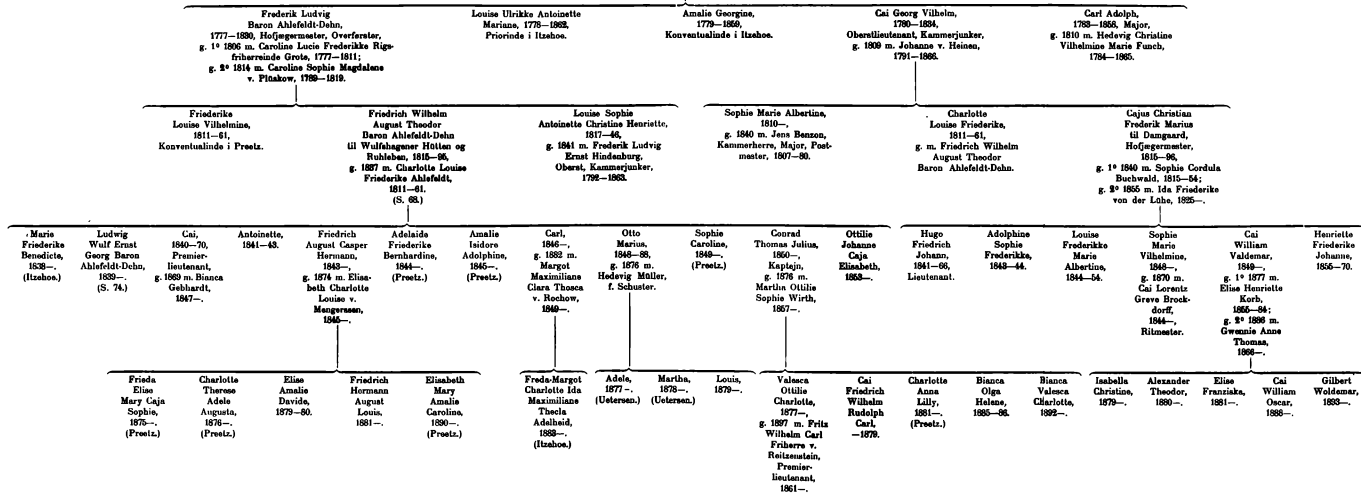 Frederik Ludvig
Baron Ahlefeldt-Dehn,
1777—1830, Hofjægermester, Overførster,
g. 1º 1806 m. Caroline Lucie Frederikke Rigs-
friherreinde Grote, 1777—1811;
g. 2º 1814 m. Caroline Sophie Magdalene
v. Plüskow, 1789—1819.
Louise Ulrikke Antoinette
Mariane, 1778—1862,
Priorinde i Itzehoe.
Amalie Georgine,
1779—1859,
Konventualinde i Itzehoe.
Cai Georg Vilhelm,
1780—1834,
Oberstlieutenant, Kammerjunker,
g. 1809 m. Johanne v. Heinen,
1791—1866.
Carl Adolph,
1783—1858, Major,
g. 1810 m. Hedevig Christine
Vilhelmine Marie Funch,
1784—1865.
Friederike
Louise Vilhelmine,
1811—61,
Konventualinde i Preetz.
Friedrich Wilhelm
August Theodor
Baron Ahlefeldt-Dehn
til Wulfshagener Hütten og
Ruhleben, 1815—95,
g. 1837 m. Charlotte Louise
Friederike Ahlefeldt,
1811—61.
(S. 68.)
Louise Sophie
Antoinette Christine Henriette,
1817—46,
g. 1841 m. Frederik Ludvig
Ernst Hindenburg,
Oberst, Kammerjunker,
1792—1863.
Sophie Marie Albertine,
1810—,
g. 1840 m. Jens Benzon,
Kammerherre, Major, Post-
mester, 1807—80.
Charlotte
Louise Friederike,
1811—61,
g. m. Friedrich Wilhelm
August Theodor
Baron Ahlefeldt-Dehn.
Cajus Christian
Frederik Marius
til Damgaard,
Hofjægermester,
1815—96,
g. 1º 1840 m. Sophie Cordula
Buchwald, 1815—54;
g. 2º 1855 m. Ida Friederike
von der Lühe, 1825—.
Marie
Friederike
Benedicte,
1838—.
(Itzehoe.)
Ludwig
Wulf Ernst
Georg Baron
Ahlefeldt-Dehn,
1839—.
(S. 74.)
Cai,
1840—70,
Premier-
lieutenant,
g. 1869 m. Bianca
Gebhardt,
1847—.
Antoinette,
1841—43.
Friedrich
August Casper
Hermann,
1843—,
g. 1874 m. Elisa-
beth Charlotte
Louise v.
Mengerssen,
1845—.
Adelaide
Friederike
Bernhardine,
1844—.
(Preetz.)
Amalie
Isidore
Adolphine,
1845—.
(Preetz.)
Carl,
1846—,
g. 1882 m.
Margot
Maximiliane
Clara Thosca
v. Rochow,
1849—.
Otto
Marius,
1848—88,
g. 1876 m.
Hedevig Müller,
f. Schuster.
Sophie
Caroline,
1849—.
(Preetz.)
Conrad
Thomas Julius,
1850—,
Kaptejn,
g. 1876 m.
Martha Ottilie
Sophie Wirth,
1857—.
Ottilie
Johanne
Caja
Elisabeth,
1853—.
Hugo
Friedrich
Johann,
1841—66,
Lieutenant.
Adolphine
Sophie
Frederikke,
1843—44.
Louise
Frederikke
Marie
Albertine,
1844—54.
Sophie
Marie
Vilhelmine,
1848—,
g. 1870 m.
Cai Lorentz
Greve Brock-
dorff,
1844—,
Ritmester.
Cai
William
Valdemar,
1849—,
g. 1º 1877 m.
Elise Henriette
Korb,
1855—84;
g. 2º 1886 m.
Gwennie Anne
Thomas,
1866—.
Henriette
Friederike
Johanne,
1855—70.
Frieda
Elise
Mary Caja
Sophie,
1875—.
(Preetz.)
Charlotte
Therese
Adele
Augusta,
1876—.
(Preetz.)
Elise
Amalie
Davide,
1879—80.
Friedrich
Hermann
August
Louis,
1881—.
Elisabeth
Mary
Amalie
Caroline,
1890—.
(Preetz.)
Freda-Margot
Charlotte Ida
Maximiliane
Thecla
Adelheid,
1883—.
(Itzehoe.)
Adele,
1877—.
(Uetersen.)
Martha,
1878—.
(Uetersen.)
Louis,
1879—.
Valesca
Ottilie
Charlotte,
1877—,
g. 1897 m. Fritz
Wilhelm Carl
Friherre v.
Reitzenstein,
Premier-
lieutenant,
1861—.
Cai
Friedrich
Wilhelm
Rudolph
Carl,
—1879.
Charlotte
Anna
Lilly,
1881—.
(Preetz.)
Bianca
Olga
Helene,
1885—86.
Bianca
Valesca
Charlotte,
1892—.
Isabella
Christine,
1879—.
Alexander
Theodor,
1880—.
Elise
Franziska,
1881—.
Cai
William
Oscar,
1888—.
Gilbert
Woldemar,
1893—.